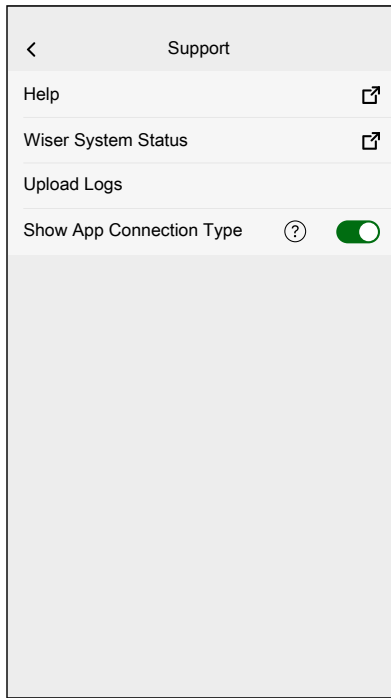 Support
Help
Wiser System Status
Upload Logs
Show App Connection Type ?